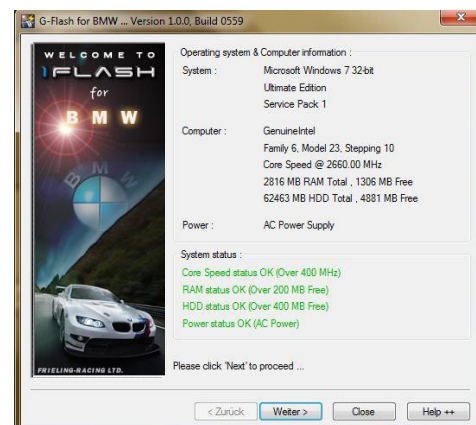 G-Flash for BMW ... Version 1.0.0, Build 0559
WELCOME TO
iFLASH
for
BMW
BMW
FRIELING-RACING LTD.
Operating system & Computer information :
System : Microsoft Windows 7 32-bit
Ultimate Edition
Service Pack 1
Computer : GenuineIntel
Family 6, Model 23, Stepping 10
Core Speed @ 2660.00 MHz
2816 MB RAM Total , 1306 MB Free
62463 MB HDD Total , 4881 MB Free
Power : AC Power Supply
System status :
Core Speed status OK (Over 400 MHz)
RAM status OK (Over 200 MB Free)
HDD status OK (Over 400 MB Free)
Power status OK (AC Power)
Please click 'Next' to proceed ...
< Zurück
Weiter >
Close
Help ++